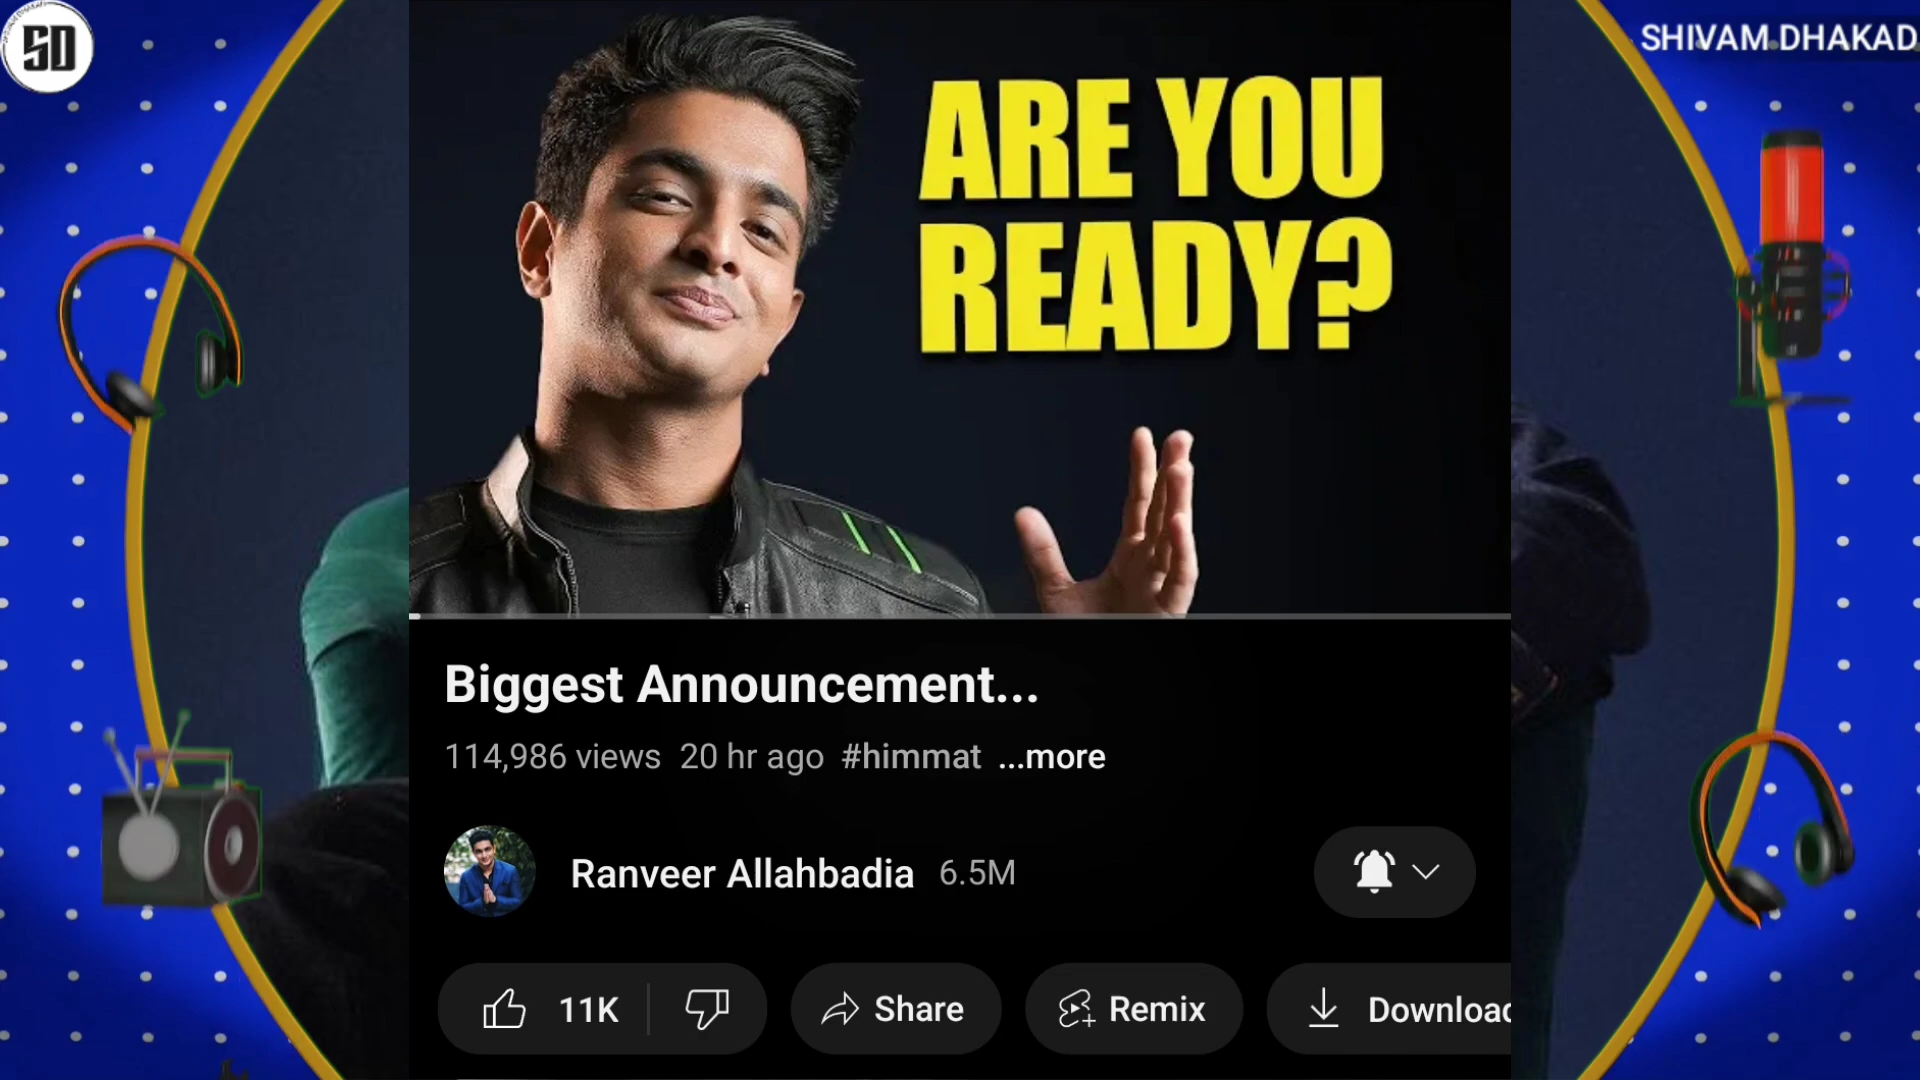 SD
SHIVAM DHAKAD
ARE YOU
READY?
Biggest Announcement...
114,986 views 20 hr ago #himmat ...more
Ranveer Allahbadia 6.5M
11K Share Remix Download